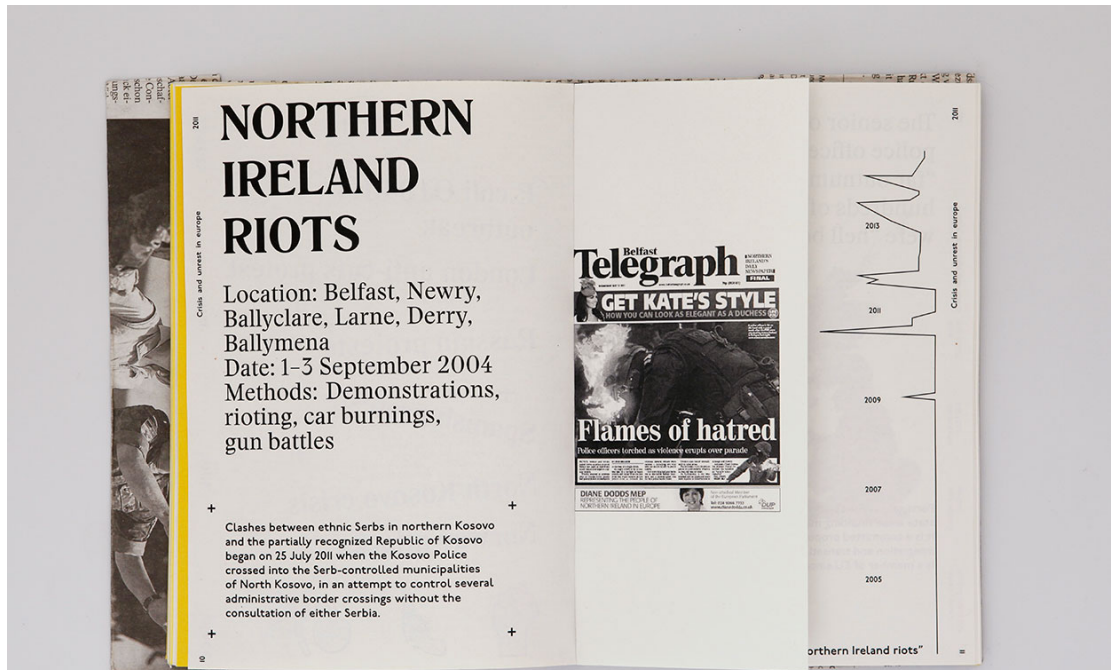 2011
Crisis and unrest in europe
NORTHERN
IRELAND
RIOTS
Location: Belfast, Newry,
Ballyclare, Larne, Derry,
Ballymena
Date: 1–3 September 2004
Methods: Demonstrations,
rioting, car burnings,
gun battles
Clashes between ethnic Serbs in northern Kosovo
and the partially recognized Republic of Kosovo
began on 25 July 2011 when the Kosovo Police
crossed into the Serb-controlled municipalities
of North Kosovo, in an attempt to control several
administrative border crossings without the
consultation of either Serbia.
10
Belfast
Telegraph
NORTHERN
IRELAND'S
DAILY
NEWSPAPER
FINAL
GET KATE'S STYLE
HOW YOU CAN LOOK AS ELEGANT AS A DUCHESS
Flames of hatred
Police officers torched as violence erupts over parade
DIANE DODDS MEP
REPRESENTING THE PEOPLE OF
NORTHERN IRELAND IN EUROPE
2011
Crisis and unrest in europe
2013
2011
2009
2007
2005
orthern Ireland riots”
11